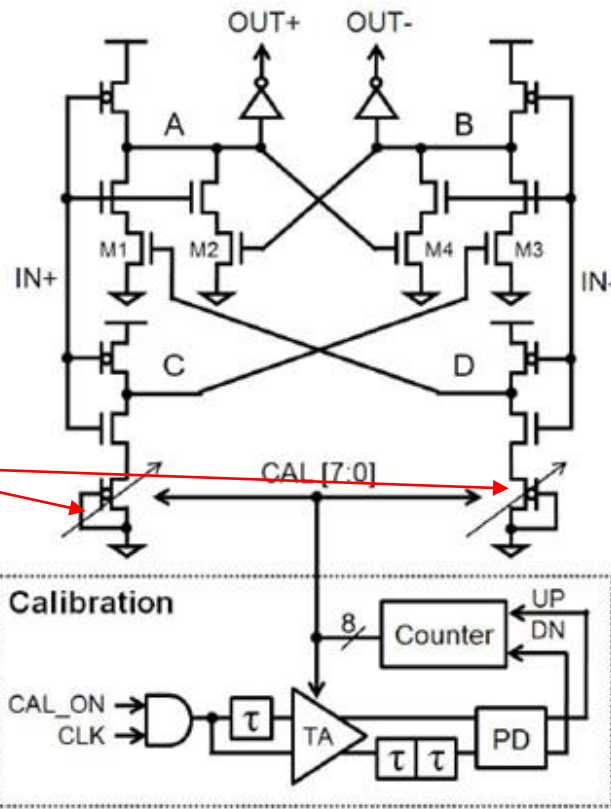 OUT+ OUT-
A B
M1 M2 M4 M3
IN+ IN-
C D
CAL [7:0]
Calibration
UP
8 Counter DN
CAL_ON
CLK
τ TA τ τ PD